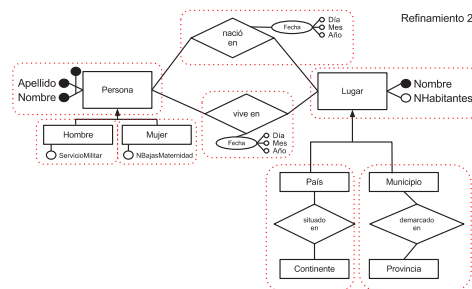 Refinamiento 2
nació
en
Fecha
Día
Mes
Año
Apellido
Nombre
Persona
Lugar
Nombre
NHabitantes
vive en
Fecha
Día
Mes
Año
Hombre
Mujer
ServicioMilitar
NBajasMaternidad
País
Municipio
situado
en
demarcado
en
Continente
Provincia